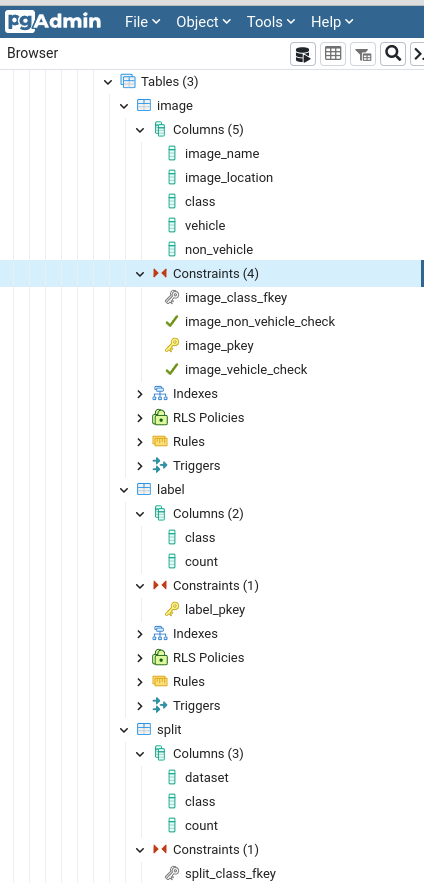 pgAdmin File Object Tools Help
Browser
Tables (3)
image
Columns (5)
image_name
image_location
class
vehicle
non_vehicle
Constraints (4)
image_class_fkey
image_non_vehicle_check
image_pkey
image_vehicle_check
Indexes
RLS Policies
Rules
Triggers
label
Columns (2)
class
count
Constraints (1)
label_pkey
Indexes
RLS Policies
Rules
Triggers
split
Columns (3)
dataset
class
count
Constraints (1)
split_class_fkey